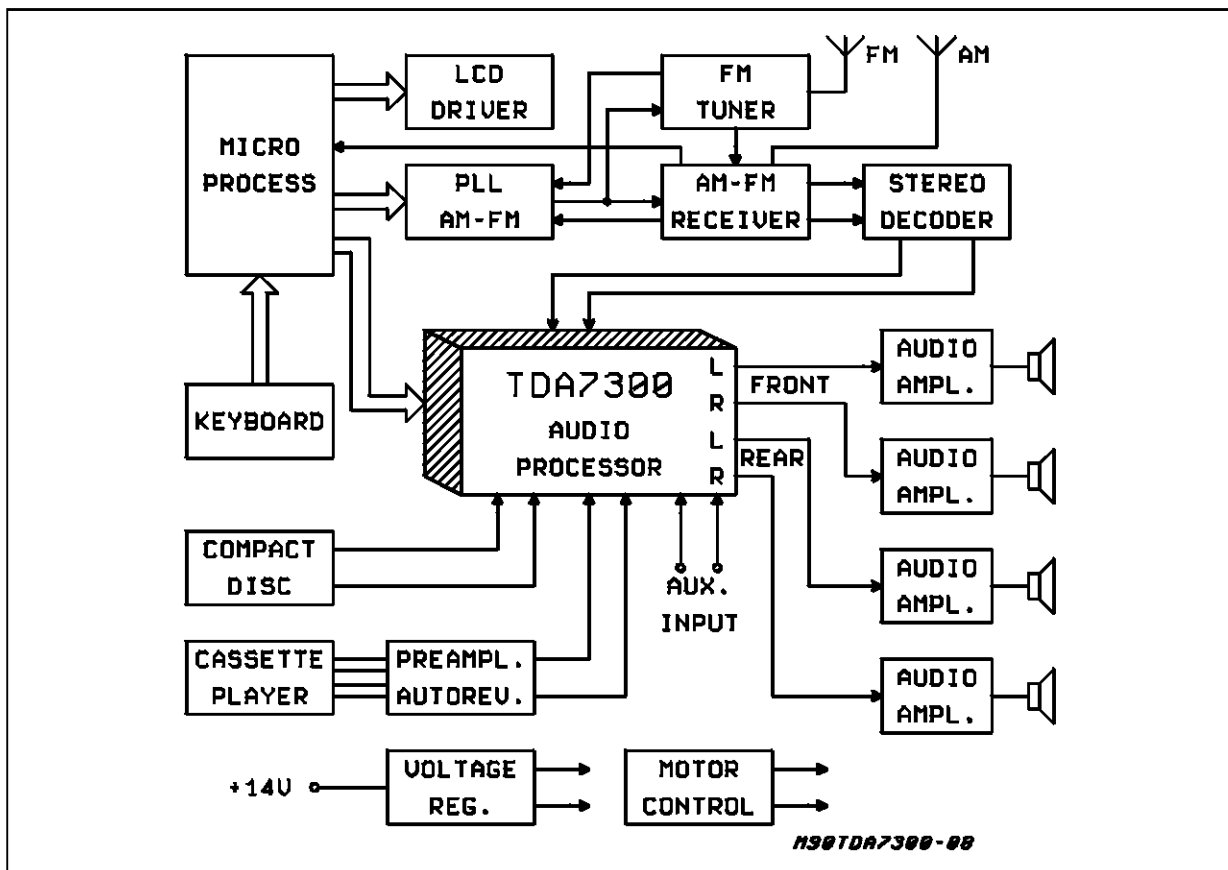 MICRO
PROCESS
LCD
DRIVER
FM
TUNER
FM
AM
PLL
AM-FM
AM-FM
RECEIVER
STEREO
DECODER
KEYBOARD
TDA7300
AUDIO
PROCESSOR
L
R
L
R
FRONT
REAR
AUDIO
AMPL.
AUDIO
AMPL.
AUDIO
AMPL.
AUDIO
AMPL.
COMPACT
DISC
AUX.
INPUT
CASSETTE
PLAYER
PREAMPL.
AUTOREV.
+14V
VOLTAGE
REG.
MOTOR
CONTROL
M90TDA7300-08